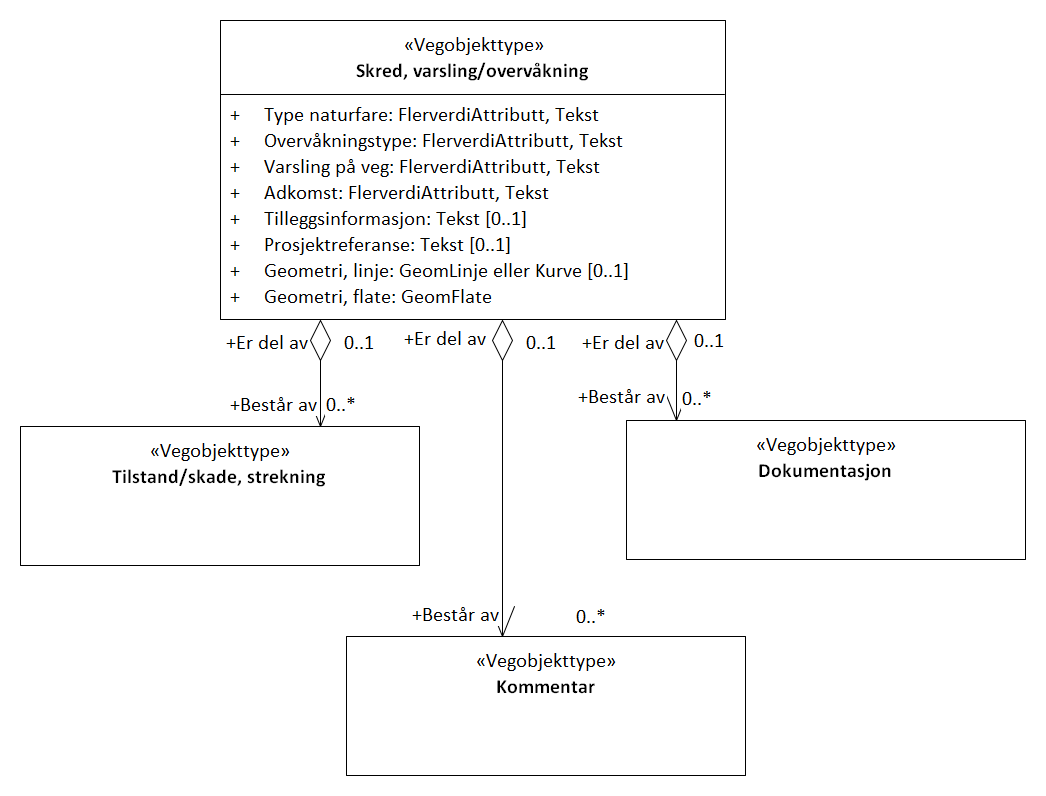 «Vegobjekttype»
Skred, varsling/overvåkning
+ Type naturfare: FlerverdiAttributt, Tekst
+ Overvåkningstype: FlerverdiAttributt, Tekst
+ Varsling på veg: FlerverdiAttributt, Tekst
+ Adkomst: FlerverdiAttributt, Tekst
+ Tilleggsinformasjon: Tekst [0..1]
+ Prosjektreferanse: Tekst [0..1]
+ Geometri, linje: GeomLinje eller Kurve [0..1]
+ Geometri, flate: GeomFlate
+Er del av 0..1
+Er del av 0..1
+Er del av 0..1
+Består av 0..*
+Består av 0..*
«Vegobjekttype»
Tilstand/skade, strekning
«Vegobjekttype»
Dokumentasjon
+Består av 0..*
«Vegobjekttype»
Kommentar